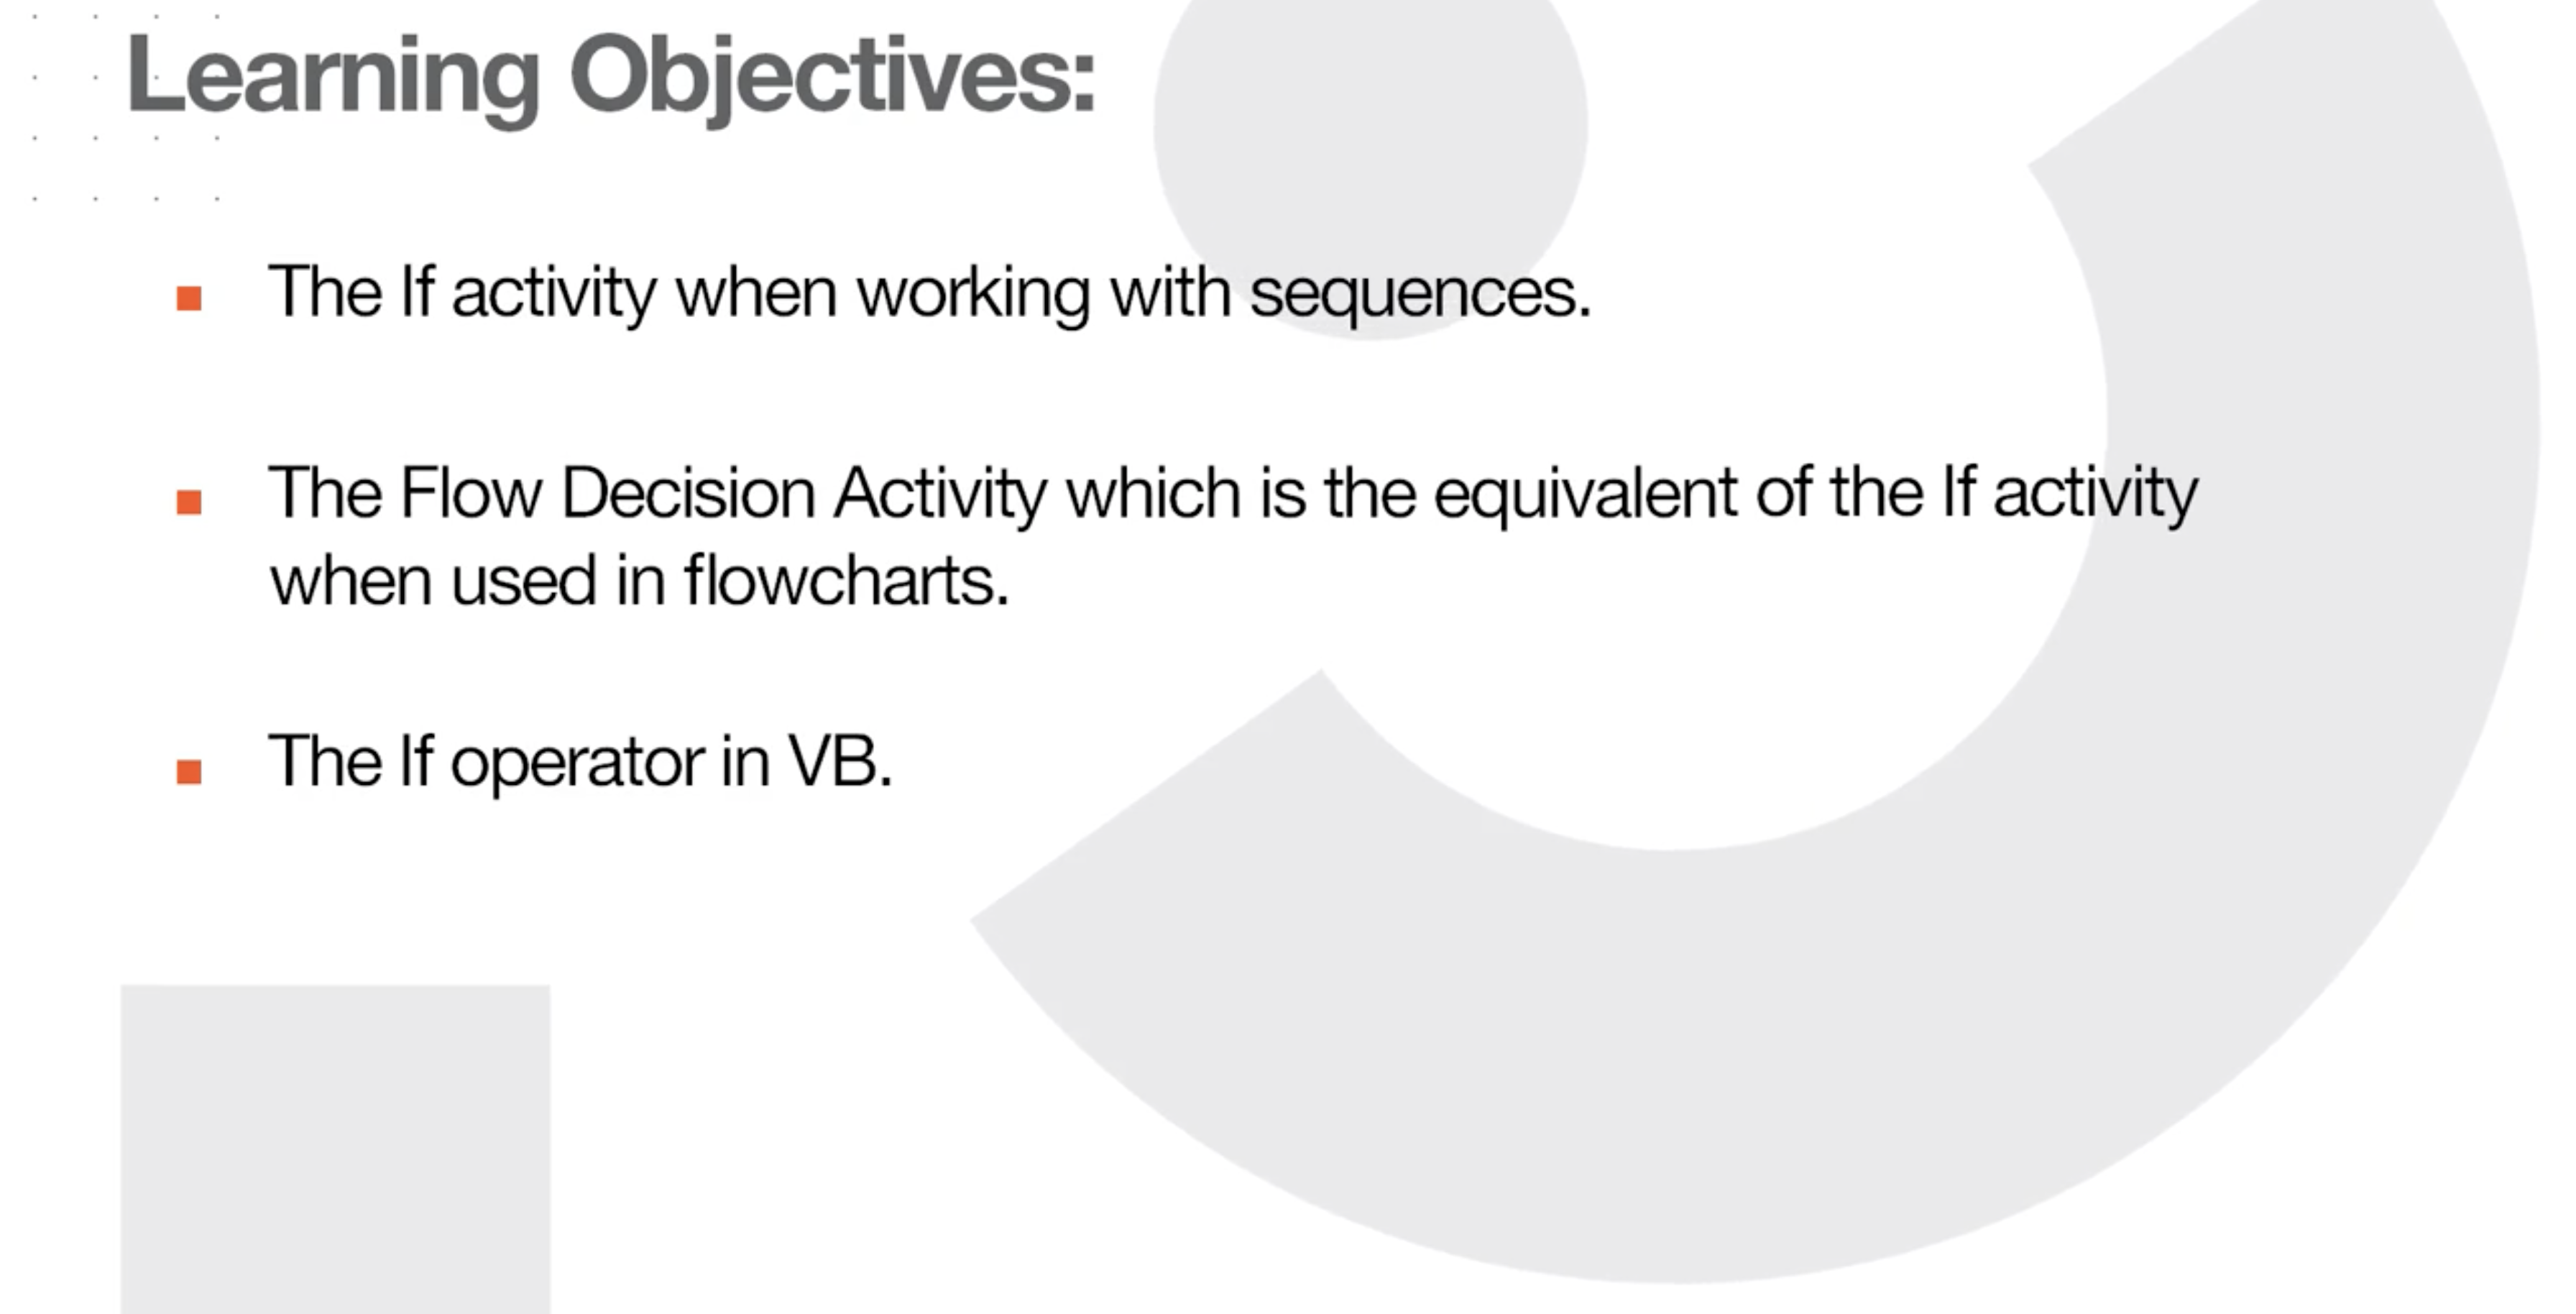 Learning Objectives:
The If activity when working with sequences.
The Flow Decision Activity which is the equivalent of the If activity
when used in flowcharts.
The If operator in VB.